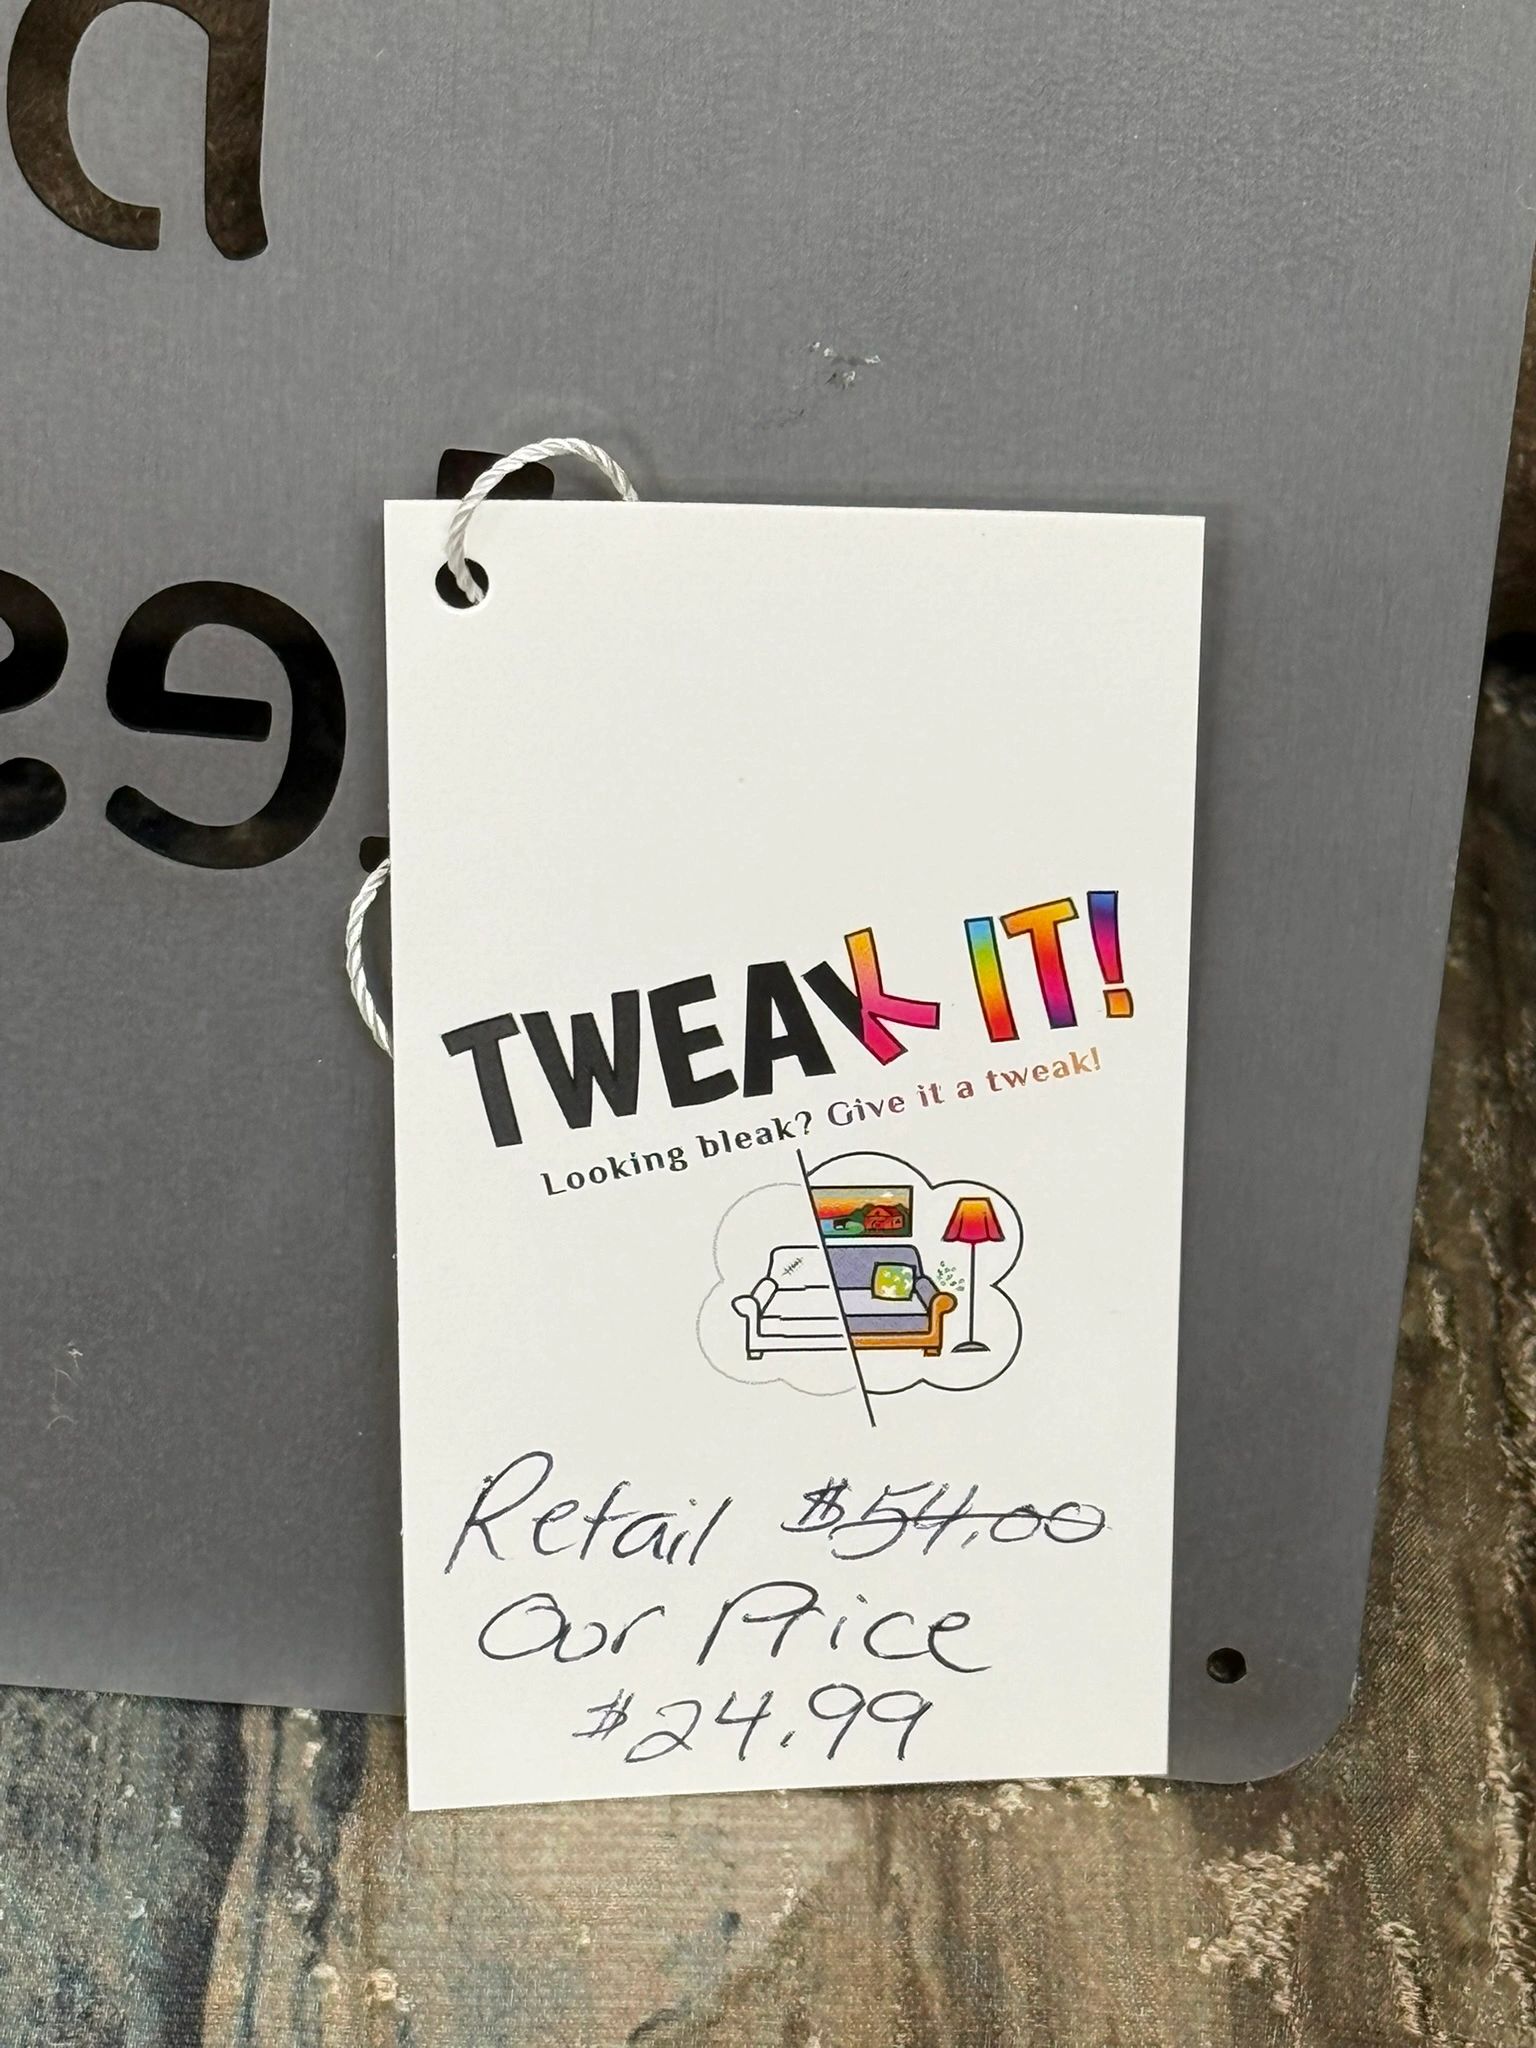 TWEAK IT!
Looking bleak? Give it a tweak!
Retail $54.00
Our Price
$24.99